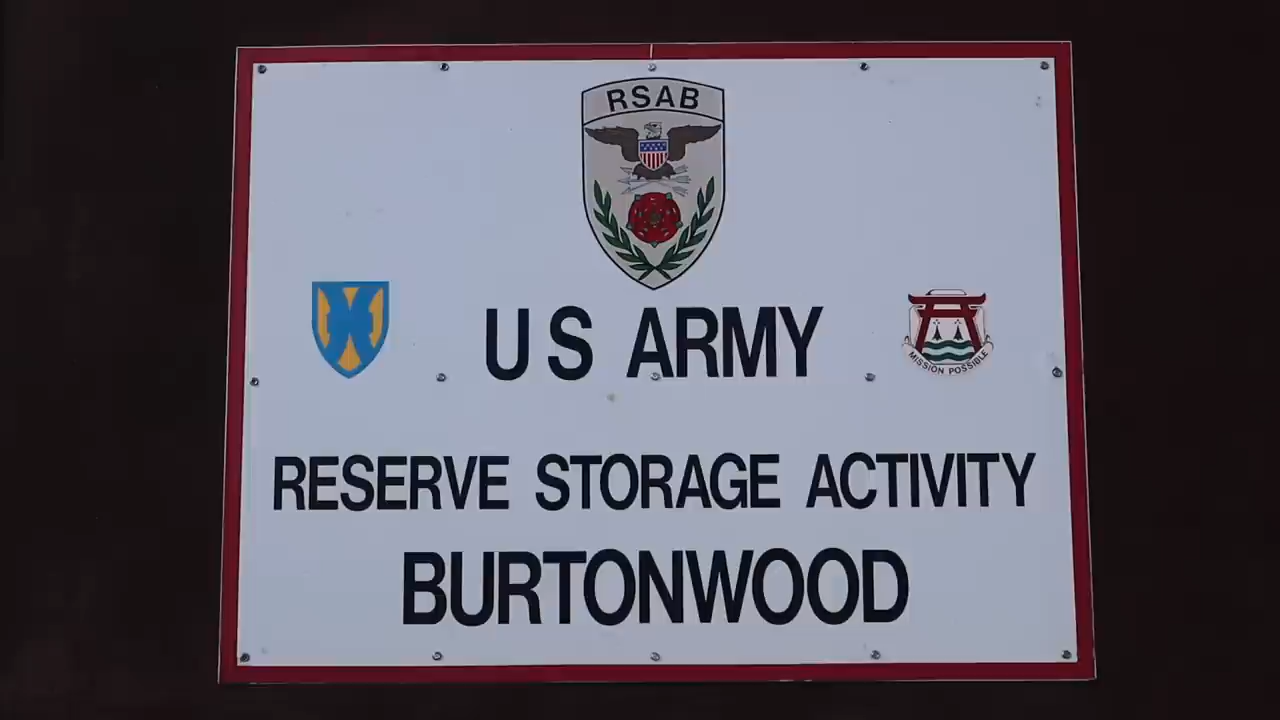 RSAB
US ARMY
MISSION POSSIBLE
RESERVE STORAGE ACTIVITY
BURTONWOOD